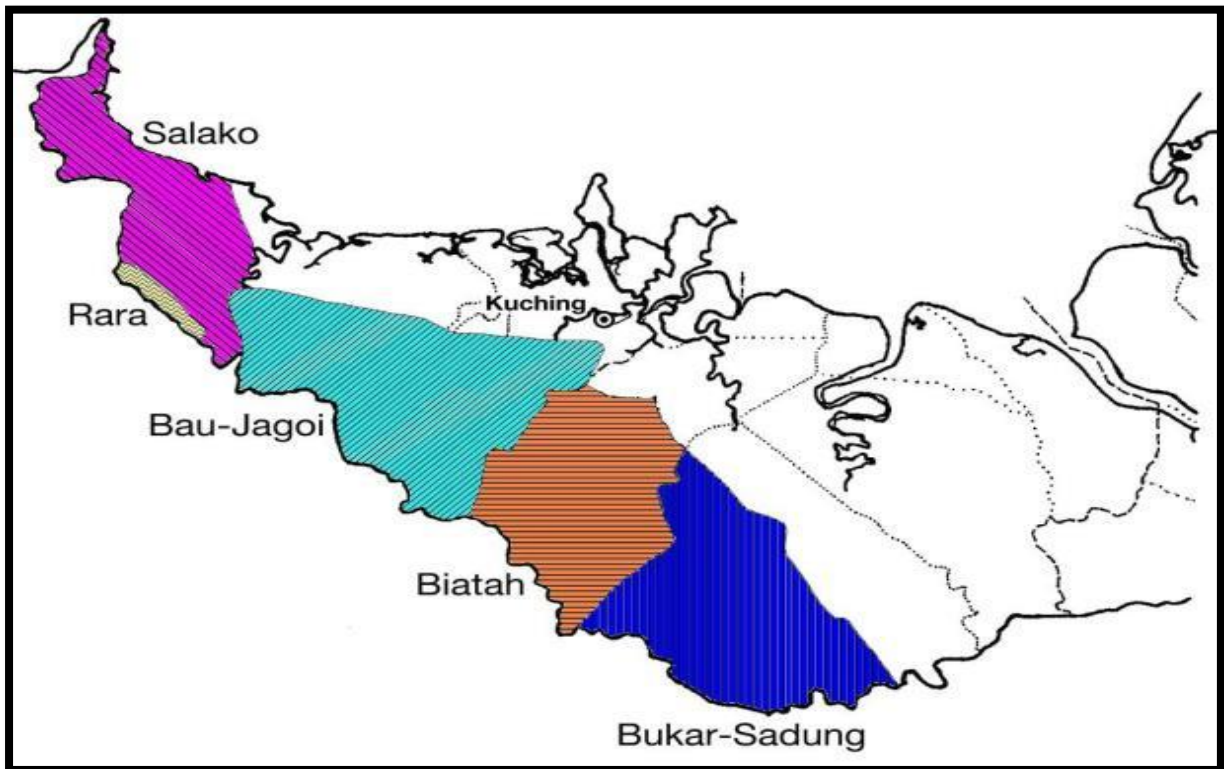 Salako
Kuching
Rara
Bau-Jagoi
Biatah
Bukar-Sadung